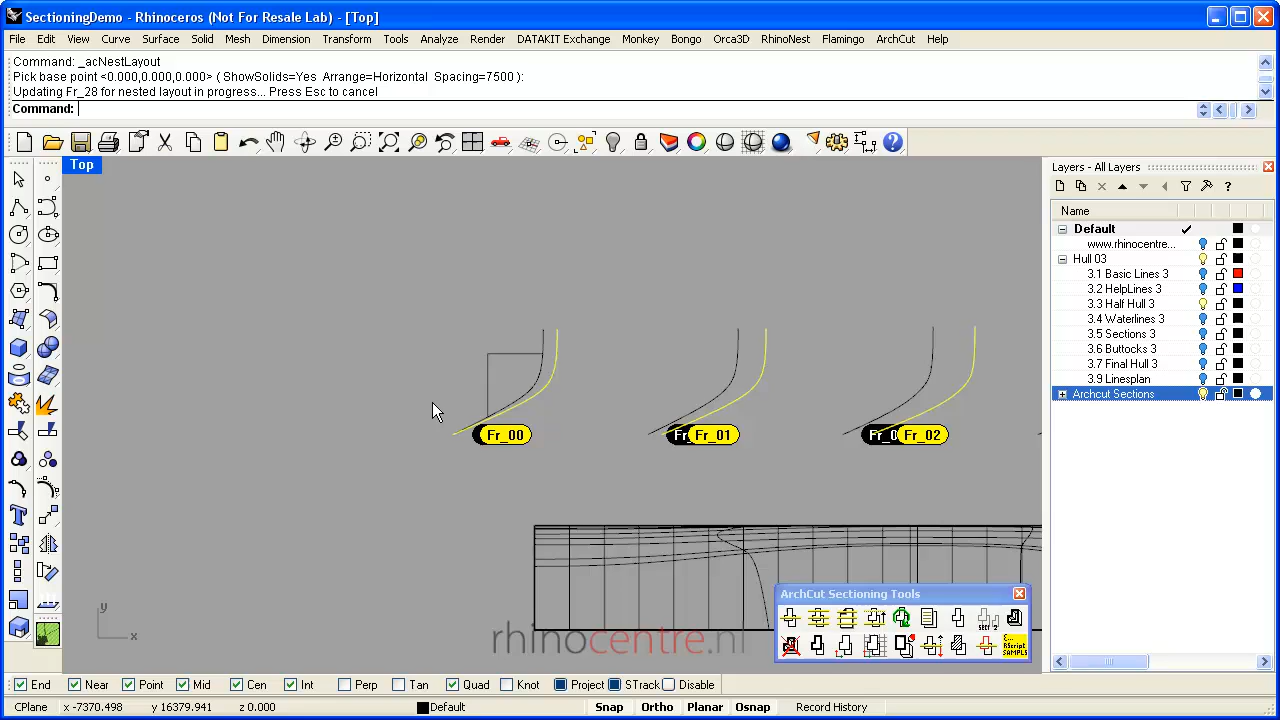 SectioningDemo - Rhinoceros (Not For Resale Lab) - [Top]
File Edit View Curve Surface Solid Mesh Dimension Transform Tools Analyze Render DATAKIT Exchange Monkey Bongo Orca3D RhinoNest Flamingo ArchCut Help
Command: _acNestLayout
Pick base point <0.000,0.000,0.000> ( ShowSolids=Yes Arrange=Horizontal Spacing=7500 ):
Updating Fr_28 for nested layout in progress... Press Esc to cancel
Command:
Top
Layers - All Layers
Name
Default
www.rhinocentre...
Hull 03
3.1 Basic Lines 3
3.2 HelpLines 3
3.3 Half Hull 3
3.4 Waterlines 3
3.5 Sections 3
3.6 Buttocks 3
3.7 Final Hull 3
3.9 Linesplan
Archcut Sections
Fr_00 Fr_01 Fr_02
ArchCut Sectioning Tools
RScript
SAMPLES
y
x
rhinocentre.nl
End Near Point Mid Cen Int Perp Tan Quad Knot Project STrack Disable
CPlane x -7370.498 y 16379.941 z 0.000 Default Snap Ortho Planar Osnap Record History